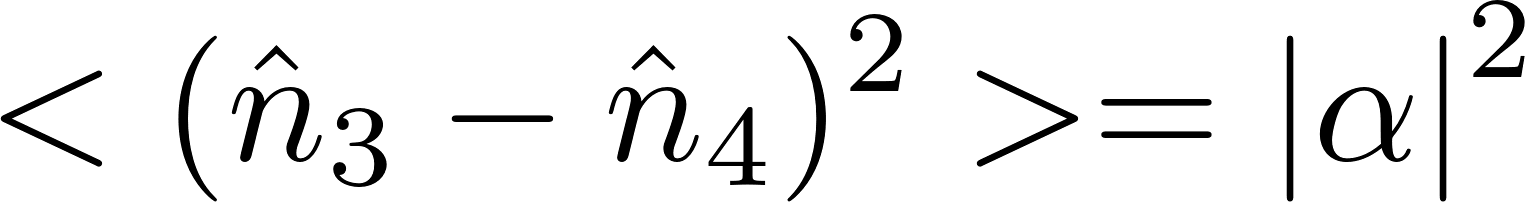 < (n̂₃ − n̂₄)² >= |α|²